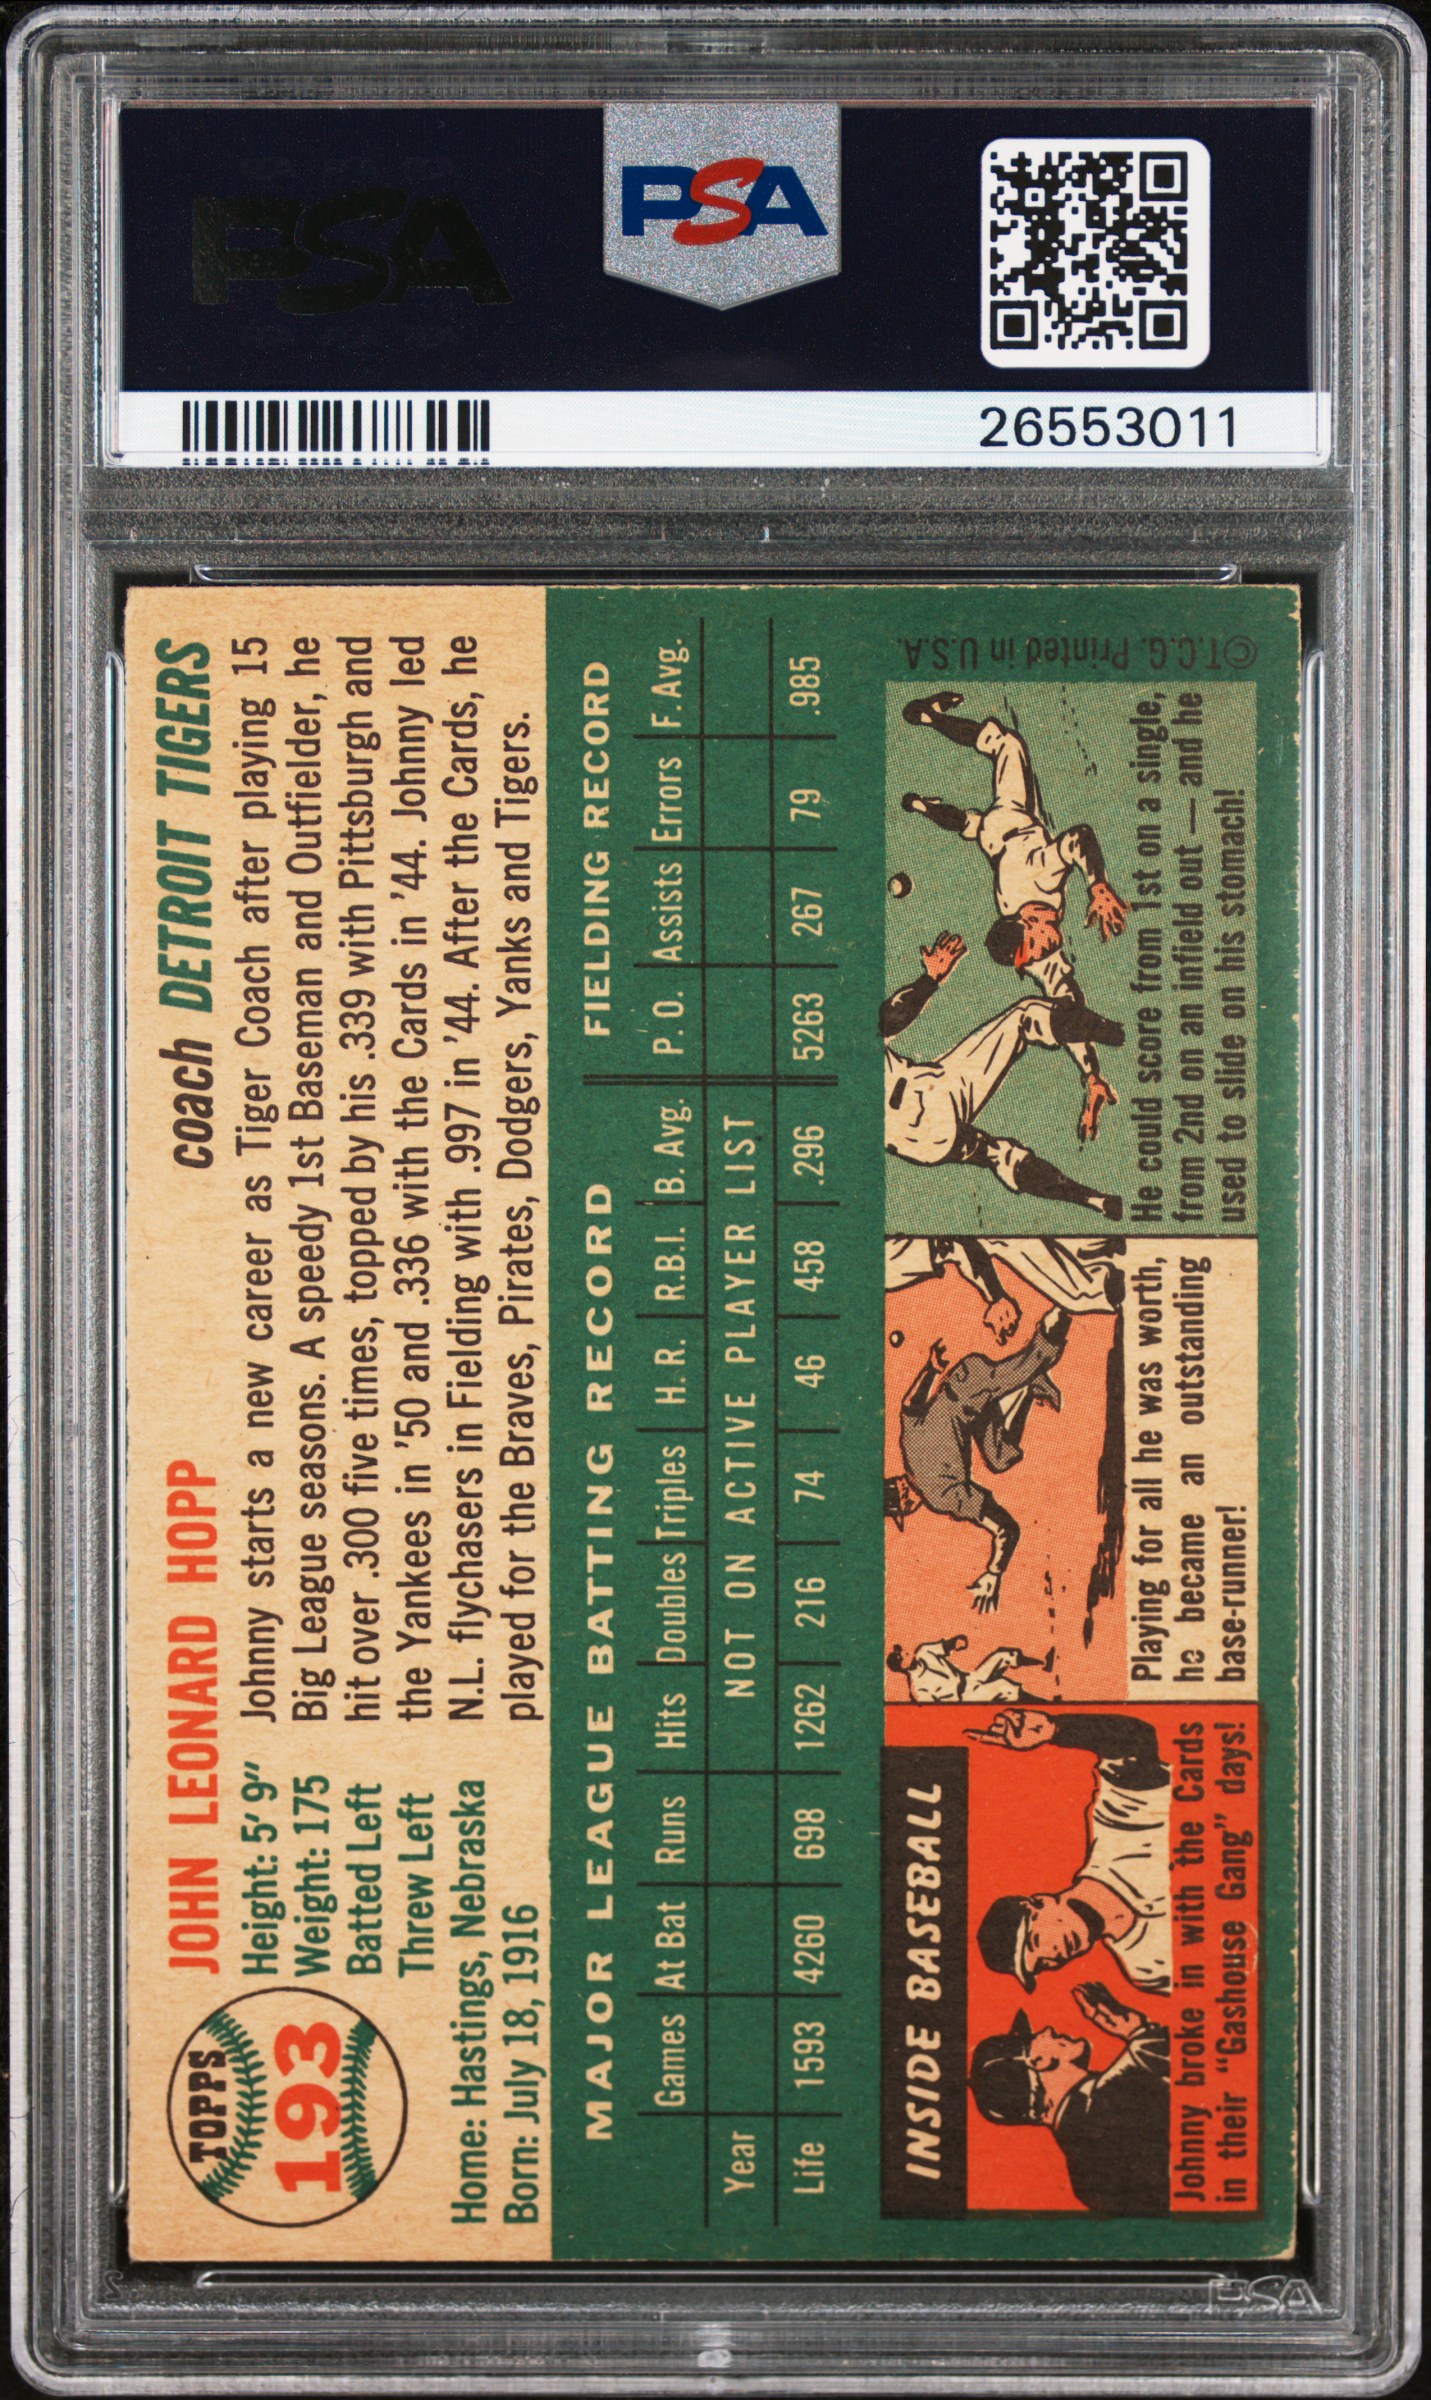 PSA
PSA
26553011
TOPPS
193
JOHN LEONARD HOPP
coach DETROIT TIGERS
Height: 5' 9"
Weight: 175
Batted Left
Threw Left
Home: Hastings, Nebraska
Born: July 18, 1916
Johnny starts a new career as Tiger Coach after playing 15
Big League seasons. A speedy 1st Baseman and Outfielder, he
hit over .300 five times, topped by his .339 with Pittsburgh and
the Yankees in '50 and .336 with the Cards in '44. Johnny led
N.L. flychasers in Fielding with .997 in '44. After the Cards, he
played for the Braves, Pirates, Dodgers, Yanks and Tigers.
MAJOR LEAGUE BATTING RECORD FIELDING RECORD
Games At Bat Runs Hits Doubles Triples H. R. R.B.I. B. Avg. P. O. Assists Errors F. Avg.
Year NOT ON ACTIVE PLAYER LIST
Life 1593 4260 698 1262 216 74 46 458 .296 5263 267 79 .985
INSIDE BASEBALL
Johnny broke in with the Cards
in their "Gashouse Gang" days!
Playing for all he was worth,
he became an outstanding
base-runner!
He could score from 1st on a single,
from 2nd on an infield out — and he
used to slide on his stomach!
©T.C.G. Printed in U.S.A.
PSA